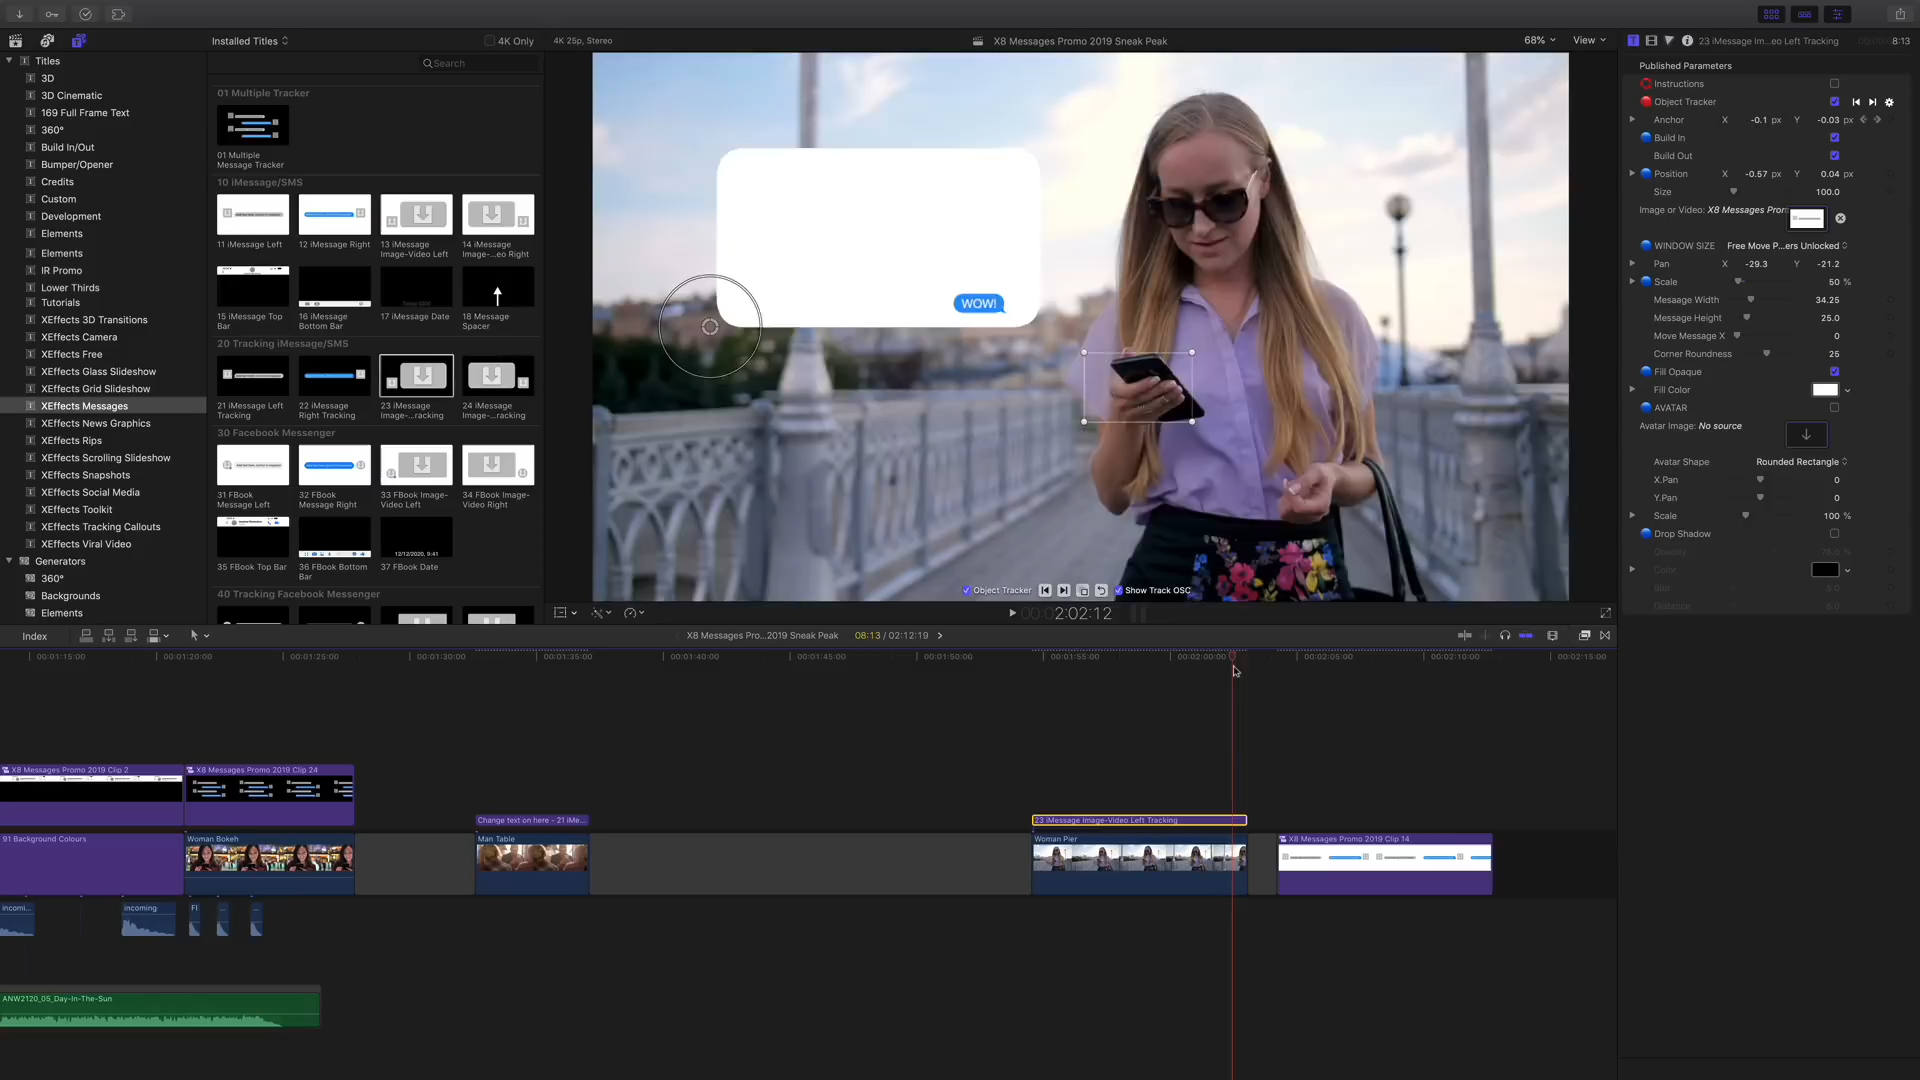 Installed Titles
4K Only
4K 25p, Stereo
X8 Messages Promo 2019 Sneak Peak
68%
View
23 iMessage Im...eo Left Tracking
8:13
Search
Titles
3D
3D Cinematic
169 Full Frame Text
360°
Build In/Out
Bumper/Opener
Credits
Custom
Development
Elements
Elements
IR Promo
Lower Thirds
Tutorials
XEffects 3D Transitions
XEffects Camera
XEffects Free
XEffects Glass Slideshow
XEffects Grid Slideshow
XEffects Messages
XEffects News Graphics
XEffects Rips
XEffects Scrolling Slideshow
XEffects Snapshots
XEffects Social Media
XEffects Toolkit
XEffects Tracking Callouts
XEffects Viral Video
Generators
360°
Backgrounds
Elements
01 Multiple Tracker
01 Multiple
Message Tracker
10 iMessage/SMS
11 iMessage Left
12 iMessage Right
13 iMessage
Image-Video Left
14 iMessage
Image-...eo Right
15 iMessage Top
Bar
16 iMessage
Bottom Bar
Today 0200
17 iMessage Date
18 Message
Spacer
20 Tracking iMessage/SMS
21 iMessage Left
Tracking
22 iMessage
Right Tracking
23 iMessage
Image-...racking
24 iMessage
Image-...racking
30 Facebook Messenger
31 FBook
Message Left
32 FBook
Message Right
33 FBook Image-
Video Left
34 FBook Image-
Video Right
35 FBook Top Bar
36 FBook Bottom
Bar
12/12/2020, 9:41
37 FBook Date
40 Tracking Facebook Messenger
WOW!
Object Tracker
Show Track OSC
2:02:12
Published Parameters
Instructions
Object Tracker
Anchor X -0.1 px Y -0.03 px
Build In
Build Out
Position X -0.57 px Y 0.04 px
Size 100.0
Image or Video: X8 Messages Pror
WINDOW SIZE Free Move P...ers Unlocked
Pan X -29.3 Y -21.2
Scale 50 %
Mesaage Width 34.25
Message Height 25.0
Move Message X 0
Corner Roundness 25
Fill Opaque
Fill Color
AVATAR
Avatar Image: No source
Avatar Shape Rounded Rectangle
X.Pan 0
Y.Pan 0
Scale 100 %
Drop Shadow
Opacity 75.0 %
Color
Blur 5.0
Distance 5.0
Index
X8 Messages Pro...2019 Sneak Peak
08:13 / 02:12:19
00:01:15:00
00:01:20:00
00:01:25:00
00:01:30:00
00:01:35:00
00:01:40:00
00:01:45:00
00:01:50:00
00:01:55:00
00:02:00:00
00:02:05:00
00:02:10:00
00:02:15:00
X8 Messages Promo 2019 Clip 2
X8 Messages Promo 2019 Clip 24
Change text on here - 21 iMe...
23 iMessage Image-Video Left Tracking
91 Background Colours
Woman Bokeh
Man Table
Woman Pier
X8 Messages Promo 2019 Clip 14
incomi...
incoming
FI
...
...
ANW2120_05_Day-In-The-Sun